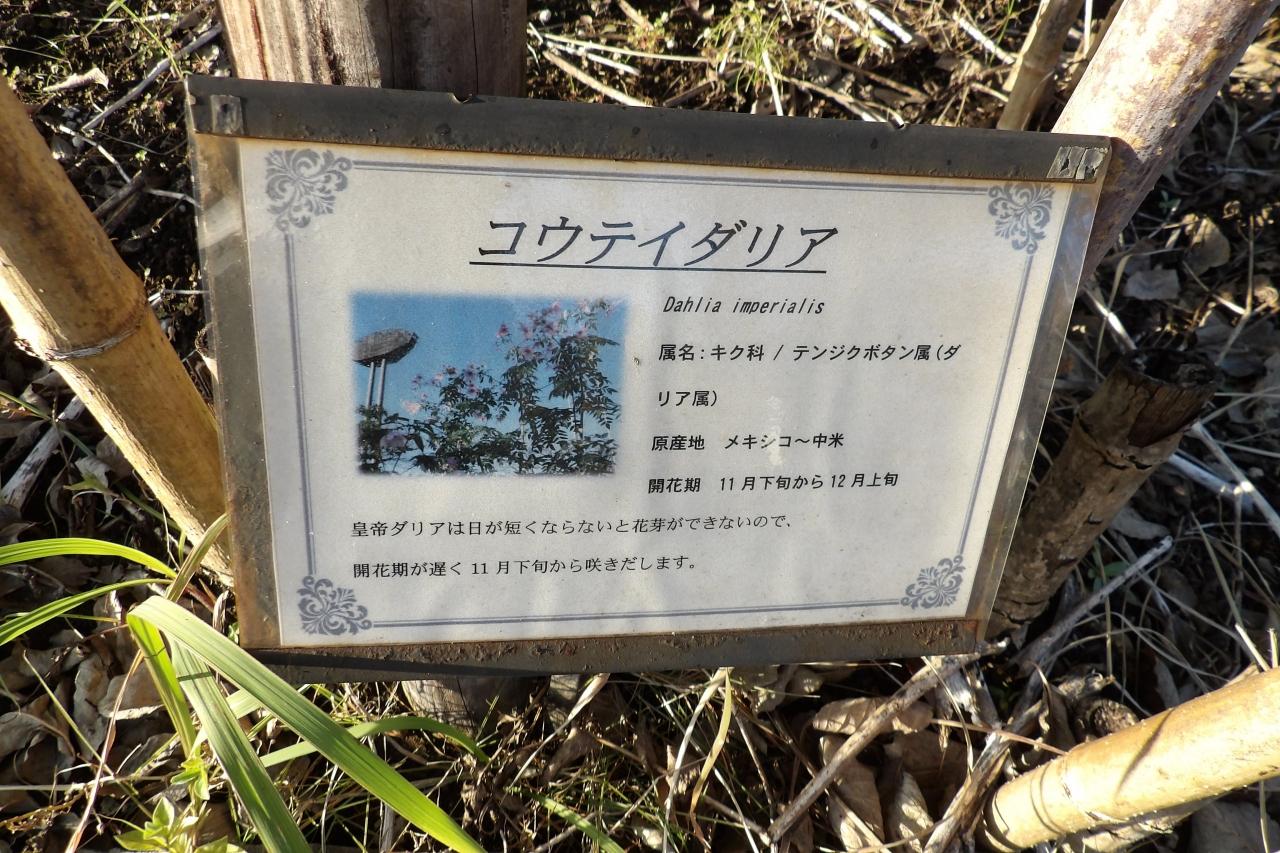 コウテイダリア
Dahlia imperialis
属名:キク科 / テンジクボタン属(ダ
リア属)
原産地　メキシコ～中米
開花期　11月下旬から12月上旬
皇帝ダリアは日が短くならないと花芽ができないので、
開花期が遅く 11 月下旬から咲きだします。